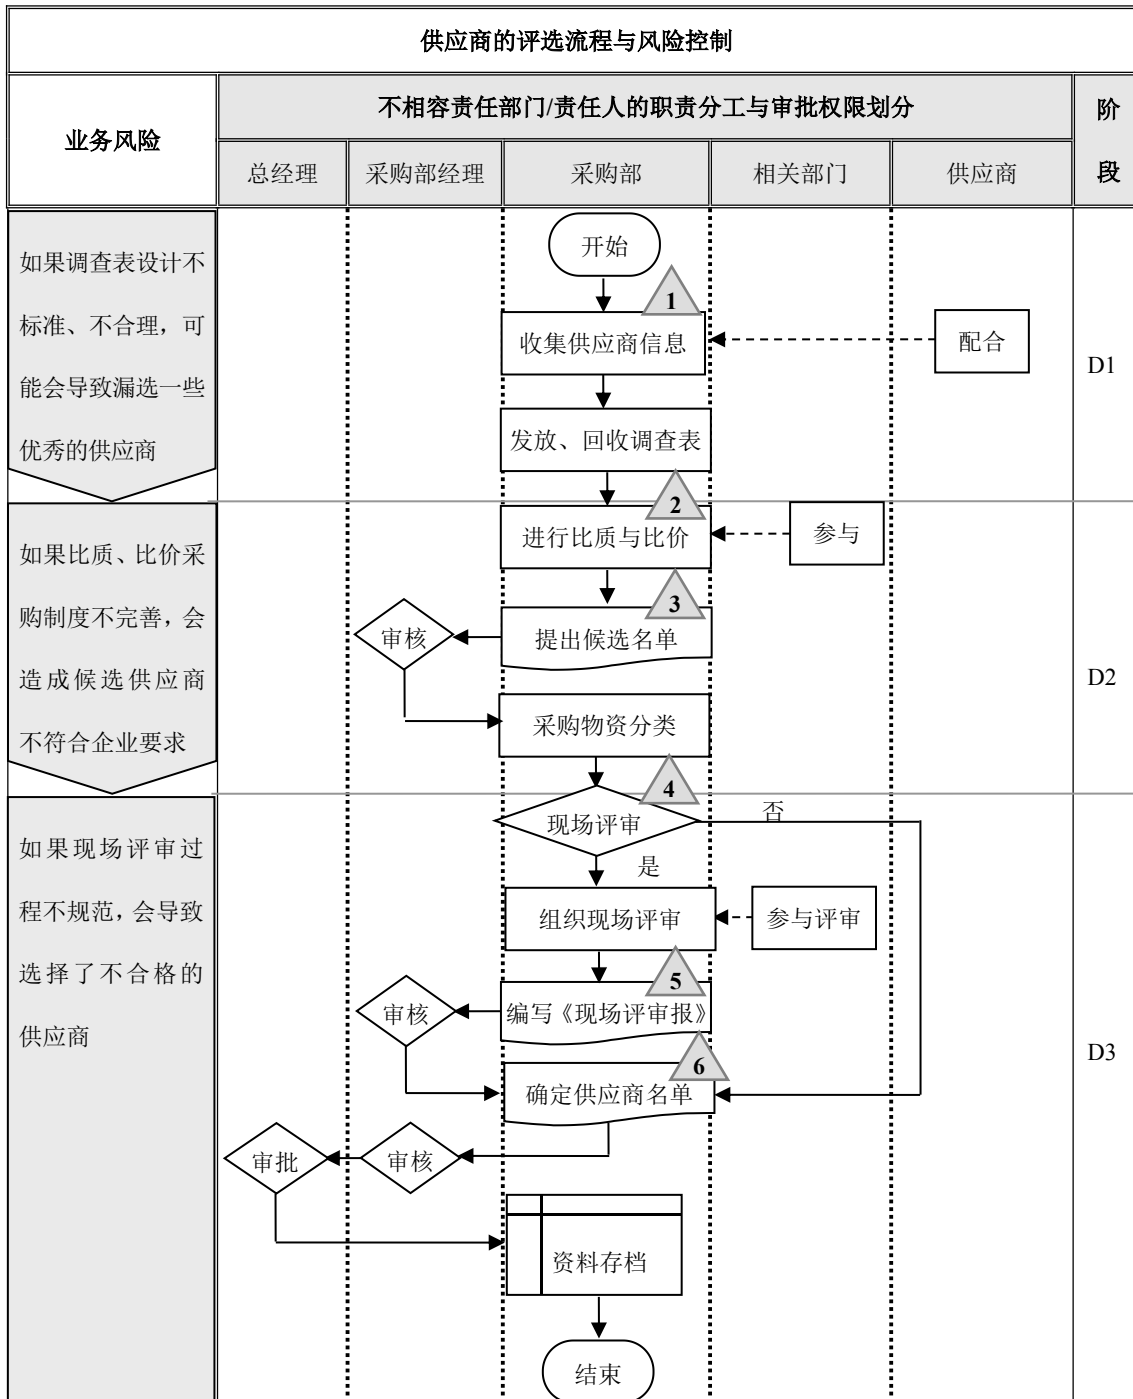 供应商的评选流程与风险控制
业务风险
不相容责任部门/责任人的职责分工与审批权限划分
阶
段
总经理
采购部经理
采购部
相关部门
供应商
如果调查表设计不
标准、不合理，可
能会导致漏选一些
优秀的供应商
开始
1
收集供应商信息
配合
D1
发放、回收调查表
如果比质、比价采
购制度不完善，会
造成候选供应商
不符合企业要求
2
进行比质与比价
参与
3
审核
提出候选名单
D2
采购物资分类
如果现场评审过
程不规范，会导致
选择了不合格的
供应商
4
现场评审
否
是
组织现场评审
参与评审
5
审核
编写《现场评审报》
D3
6
确定供应商名单
审批
审核
资料存档
结束